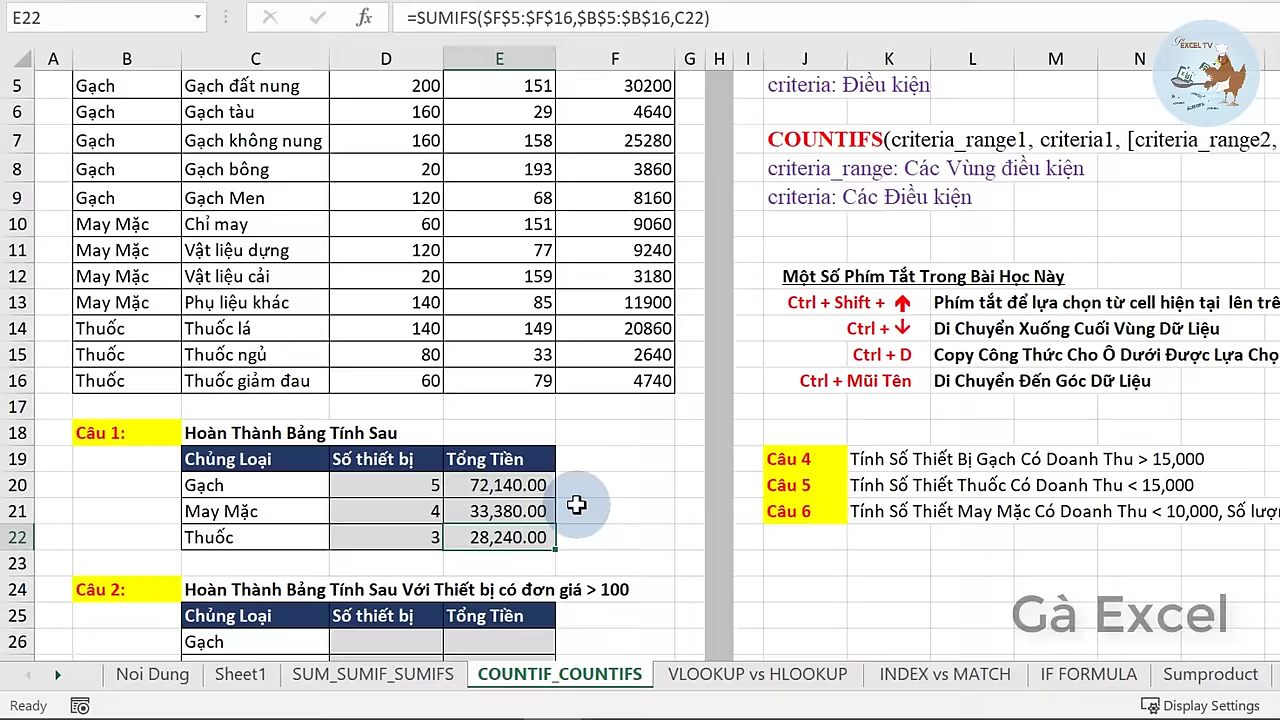 E22 fx =SUMIFS($F$5:$F$16,$B$5:$B$16,C22)
A B C D E F G H I J K L M N
5 Gạch Gạch đất nung 200 151 30200 criteria: Điều kiện
6 Gạch Gạch tàu 160 29 4640
7 Gạch Gạch không nung 160 158 25280 COUNTIFS(criteria_range1, criteria1, [criteria_range2,
8 Gạch Gạch bông 20 193 3860 criteria_range: Các Vùng điều kiện
9 Gạch Gạch Men 120 68 8160 criteria: Các Điều kiện
10 May Mặc Chỉ may 60 151 9060
11 May Mặc Vật liệu dựng 120 77 9240
12 May Mặc Vật liệu cải 20 159 3180 Một Số Phím Tắt Trong Bài Học Này
13 May Mặc Phụ liệu khác 140 85 11900 Ctrl + Shift + ↑ Phím tắt để lựa chọn từ cell hiện tại lên trê
14 Thuốc Thuốc lá 140 149 20860 Ctrl + ↓ Di Chuyển Xuống Cuối Vùng Dữ Liệu
15 Thuốc Thuốc ngủ 80 33 2640 Ctrl + D Copy Công Thức Cho Ô Dưới Được Lựa Chọ
16 Thuốc Thuốc giảm đau 60 79 4740 Ctrl + Mũi Tên Di Chuyển Đến Góc Dữ Liệu
17
18 Câu 1: Hoàn Thành Bảng Tính Sau
19 Chủng Loại Số thiết bị Tổng Tiền Câu 4 Tính Số Thiết Bị Gạch Có Doanh Thu > 15,000
20 Gạch 5 72,140.00 Câu 5 Tính Số Thiết Thuốc Có Doanh Thu < 15,000
21 May Mặc 4 33,380.00 Câu 6 Tính Số Thiết May Mặc Có Doanh Thu < 10,000, Số lượn
22 Thuốc 3 28,240.00
23
24 Câu 2: Hoàn Thành Bảng Tính Sau Với Thiết bị có đơn giá > 100
25 Chủng Loại Số thiết bị Tổng Tiền
26 Gạch
Gà Excel
Noi Dung Sheet1 SUM_SUMIF_SUMIFS COUNTIF_COUNTIFS VLOOKUP vs HLOOKUP INDEX vs MATCH IF FORMULA Sumproduct
Ready Display Settings